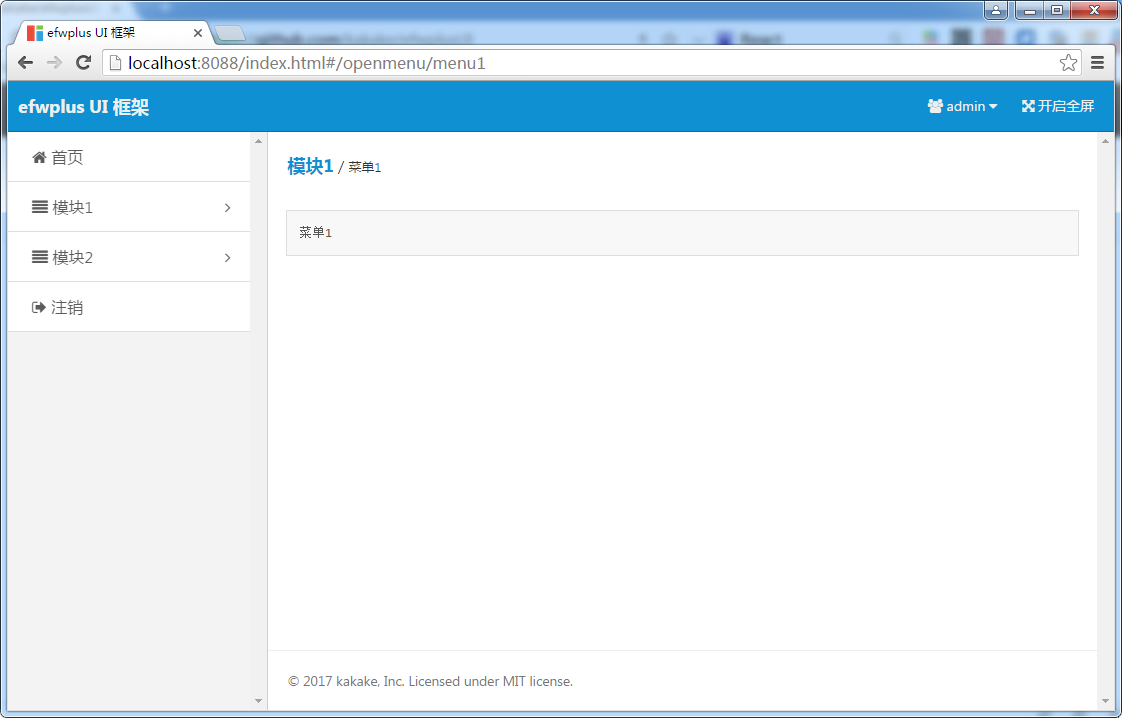 efwplus UI 框架
localhost:8088/index.html#/openmenu/menu1
efwplus UI 框架
admin
开启全屏
首页
模块1
模块2
注销
模块1 / 菜单1
菜单1
© 2017 kakake, Inc. Licensed under MIT license.